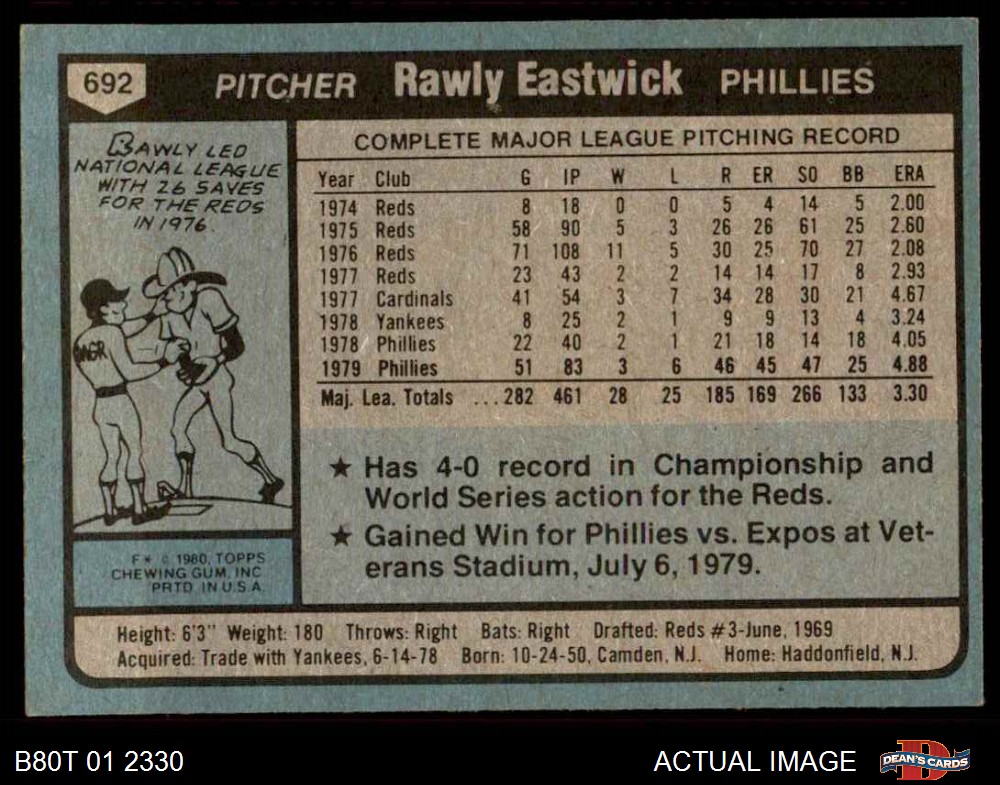 692 PITCHER Rawly Eastwick PHILLIES
RAWLY LED
NATIONAL LEAGUE
WITH 26 SAVES
FOR THE REDS
IN 1976.
MGR
COMPLETE MAJOR LEAGUE PITCHING RECORD
Year Club G IP W L R ER SO BB ERA
1974 Reds 8 18 0 0 5 4 14 5 2.00
1975 Reds 58 90 5 3 26 26 61 25 2.60
1976 Reds 71 108 11 5 30 25 70 27 2.08
1977 Reds 23 43 2 2 14 14 17 8 2.93
1977 Cardinals 41 54 3 7 34 28 30 21 4.67
1978 Yankees 8 25 2 1 9 9 13 4 3.24
1978 Phillies 22 40 2 1 21 18 14 18 4.05
1979 Phillies 51 83 3 6 46 45 47 25 4.88
Maj. Lea. Totals ...282 461 28 25 185 169 266 133 3.30
★ Has 4-0 record in Championship and
World Series action for the Reds.
★ Gained Win for Phillies vs. Expos at Vet-
erans Stadium, July 6, 1979.
F* © 1980, TOPPS
CHEWING GUM, INC
PRTD. IN U.S.A.
Height: 6'3" Weight: 180 Throws: Right Bats: Right Drafted: Reds #3-June, 1969
Acquired: Trade with Yankees, 6-14-78 Born: 10-24-50, Camden, N.J. Home: Haddonfield, N.J.
B80T 01 2330 ACTUAL IMAGE DEAN'S CARDS